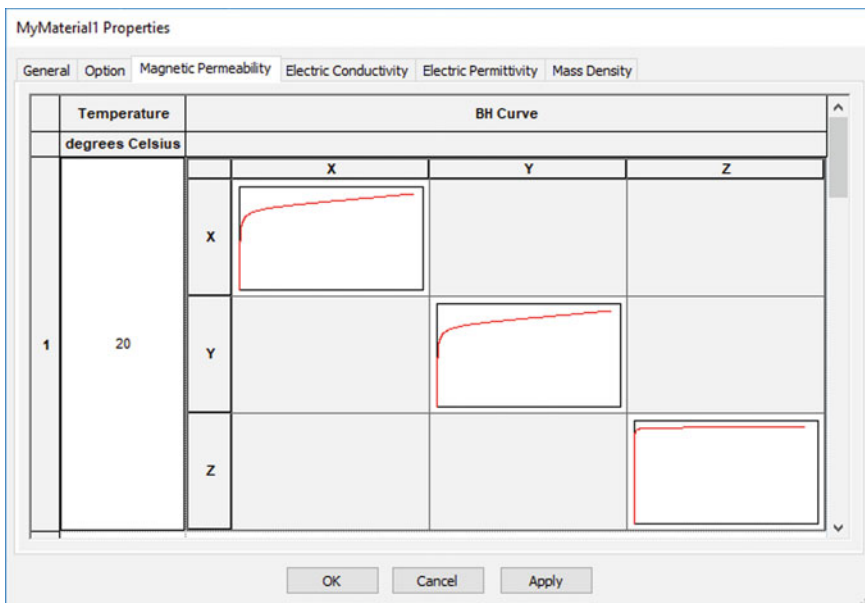 MyMaterial1 Properties
General Option Magnetic Permeability Electric Conductivity Electric Permittivity Mass Density
Temperature BH Curve
degrees Celsius
X Y Z
X
1 20 Y
Z
OK Cancel Apply